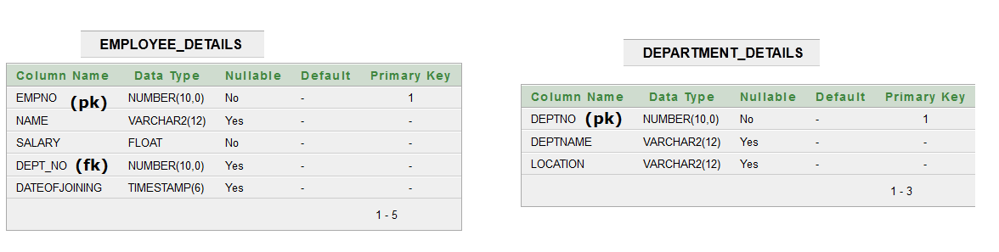 EMPLOYEE_DETAILS
Column Name Data Type Nullable Default Primary Key
EMPNO (pk) NUMBER(10,0) No - 1
NAME VARCHAR2(12) Yes - -
SALARY FLOAT No - -
DEPT_NO (fk) NUMBER(10,0) Yes - -
DATEOFJOINING TIMESTAMP(6) Yes - -
1 - 5
DEPARTMENT_DETAILS
Column Name Data Type Nullable Default Primary Key
DEPTNO (pk) NUMBER(10,0) No - 1
DEPTNAME VARCHAR2(12) Yes - -
LOCATION VARCHAR2(12) Yes - -
1 - 3